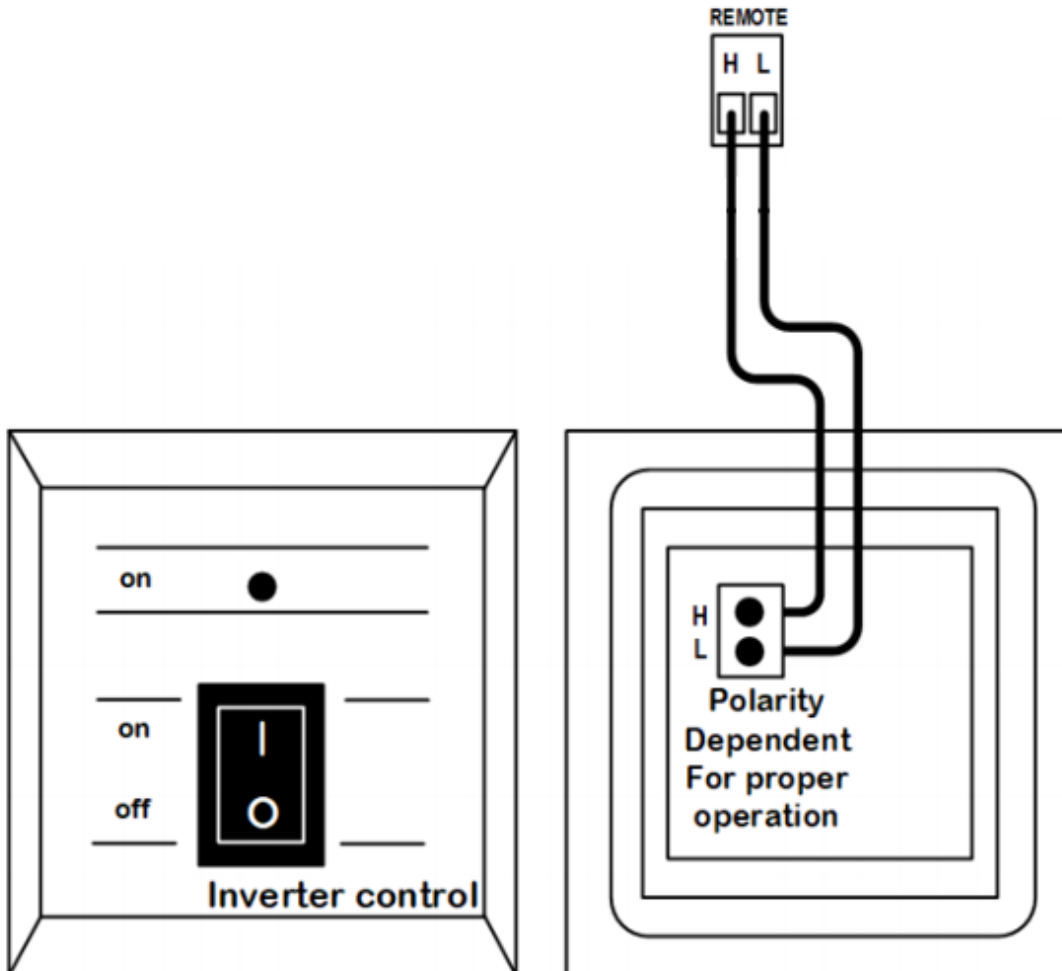 REMOTE
H L
on
on
I
off
O
Inverter control
H
L
Polarity
Dependent
For proper
operation